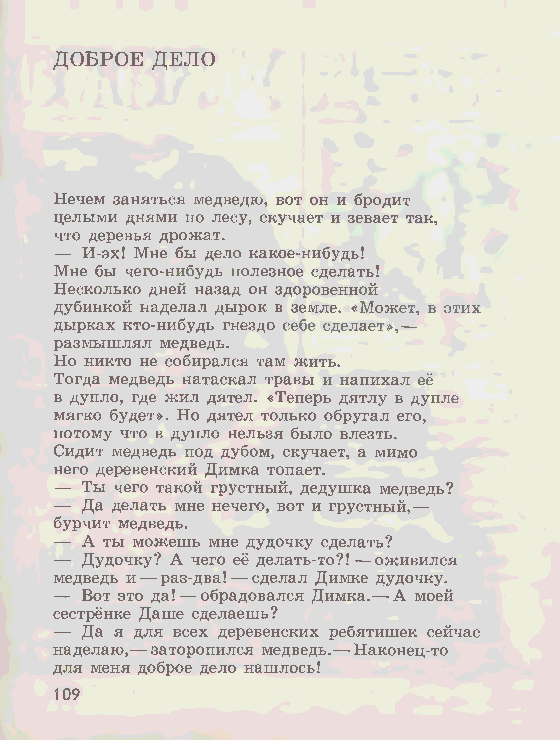 ДОБРОЕ ДЕЛО
Нечем заняться медведю, вот он и бродит
целыми днями по лесу, скучает и зевает так,
что деревья дрожат.
— И-эх! Мне бы дело какое-нибудь!
Мне бы чего-нибудь полезное сделать!
Несколько дней назад он здоровенной
дубинкой наделал дырок в земле. «Может, в этих
дырках кто-нибудь гнездо себе сделает»,—
размышлял медведь.
Но никто не собирался там жить.
Тогда медведь натаскал травы и напихал её
в дупло, где жил дятел. «Теперь дятлу в дупле
мягко будет». Но дятел только обругал его,
потому что в дупло нельзя было влезть.
Сидит медведь под дубом, скучает, а мимо
него деревенский Димка топает.
— Ты чего такой грустный, дедушка медведь?
— Да делать мне нечего, вот и грустный,—
бурчит медведь.
— А ты можешь мне дудочку сделать?
— Дудочку? А чего её делать-то?! — оживился
медведь и — раз-два! — сделал Димке дудочку.
— Вот это да! — обрадовался Димка.— А моей
сестрёнке Даше сделаешь?
— Да я для всех деревенских ребятишек сейчас
наделаю,— заторопился медведь.— Наконец-то
для меня доброе дело нашлось!
109